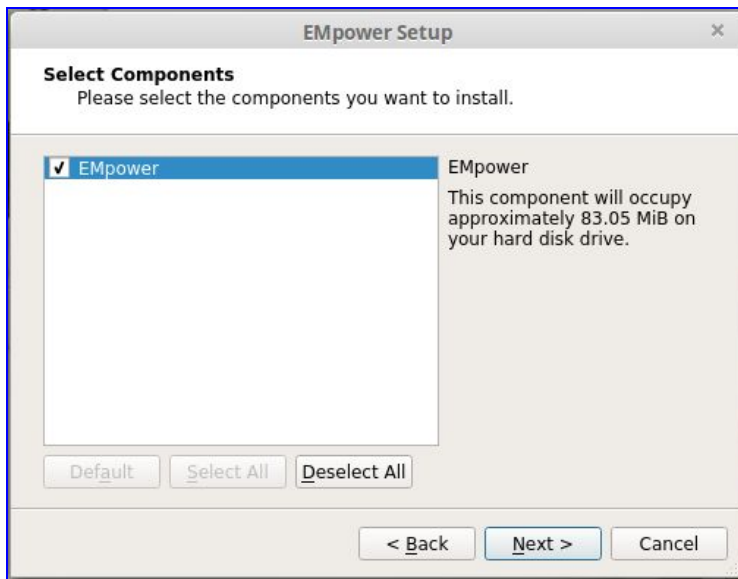 EMpower Setup
Select Components
Please select the components you want to install.
EMpower
EMpower
This component will occupy
approximately 83.05 MiB on
your hard disk drive.
Default
Select All
Deselect All
< Back
Next >
Cancel